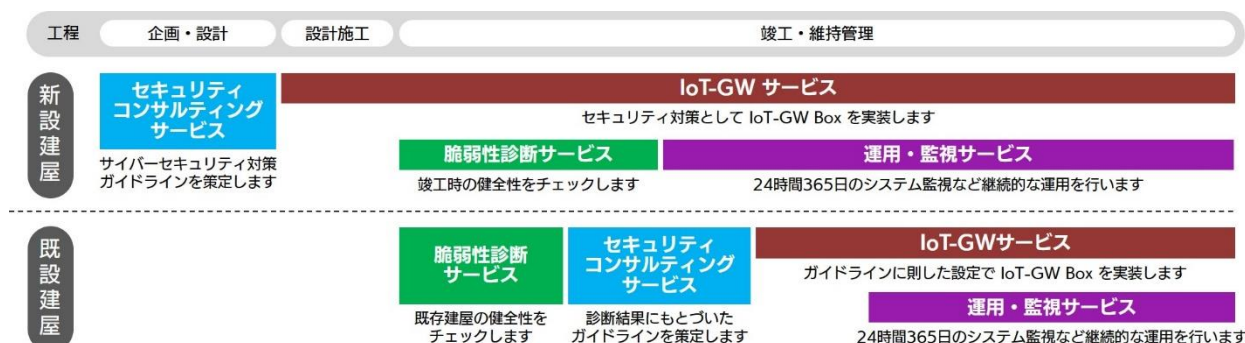 工程 企画・設計 設計施工 竣工・維持管理
新設建屋
セキュリティ
コンサルティング
サービス
サイバーセキュリティ対策
ガイドラインを策定します
IoT-GW サービス
セキュリティ対策として IoT-GW Box を実装します
脆弱性診断サービス
竣工時の健全性をチェックします
運用・監視サービス
24時間365日のシステム監視など継続的な運用を行います
既設建屋
脆弱性診断
サービス
既存建屋の健全性を
チェックします
セキュリティ
コンサルティング
サービス
診断結果にもとづいた
ガイドラインを策定します
IoT-GWサービス
ガイドラインに則した設定で IoT-GW Box を実装します
運用・監視サービス
24時間365日のシステム監視など継続的な運用を行います